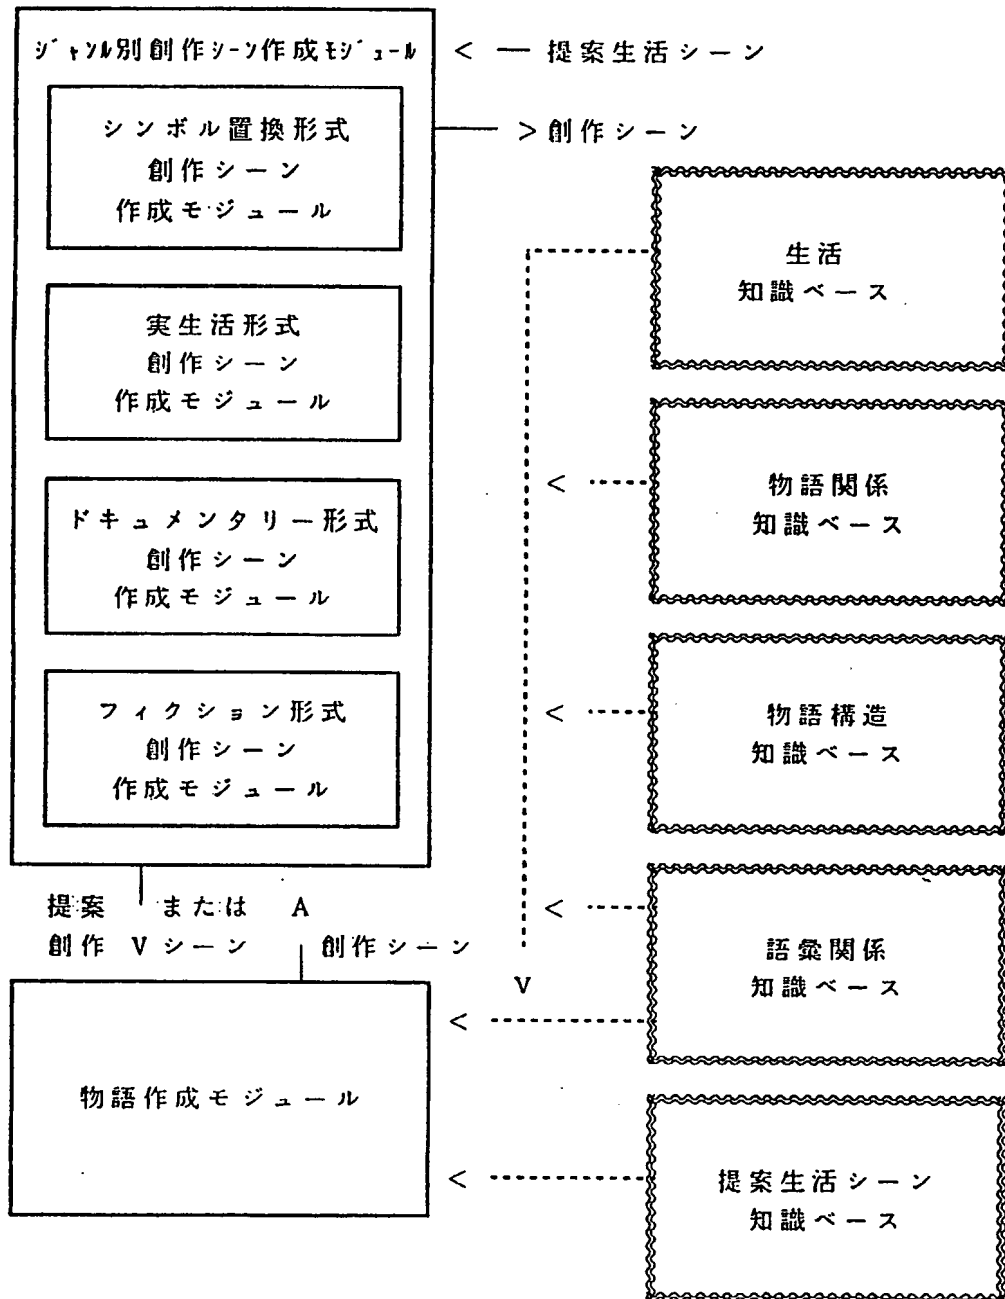 ジャンル別創作シーン作成モジュール
< — 提案生活シーン
シンボル置換形式
創作シーン
作成モジュール
> 創作シーン
実生活形式
創作シーン
作成モジュール
ドキュメンタリー形式
創作シーン
作成モジュール
フィクション形式
創作シーン
作成モジュール
提案 または A
創作 V シーン 創作シーン
V
物語作成モジュール
生活
知識ベース
< 物語関係
知識ベース
< 物語構造
知識ベース
< 語彙関係
知識ベース
<
< 提案生活シーン
知識ベース